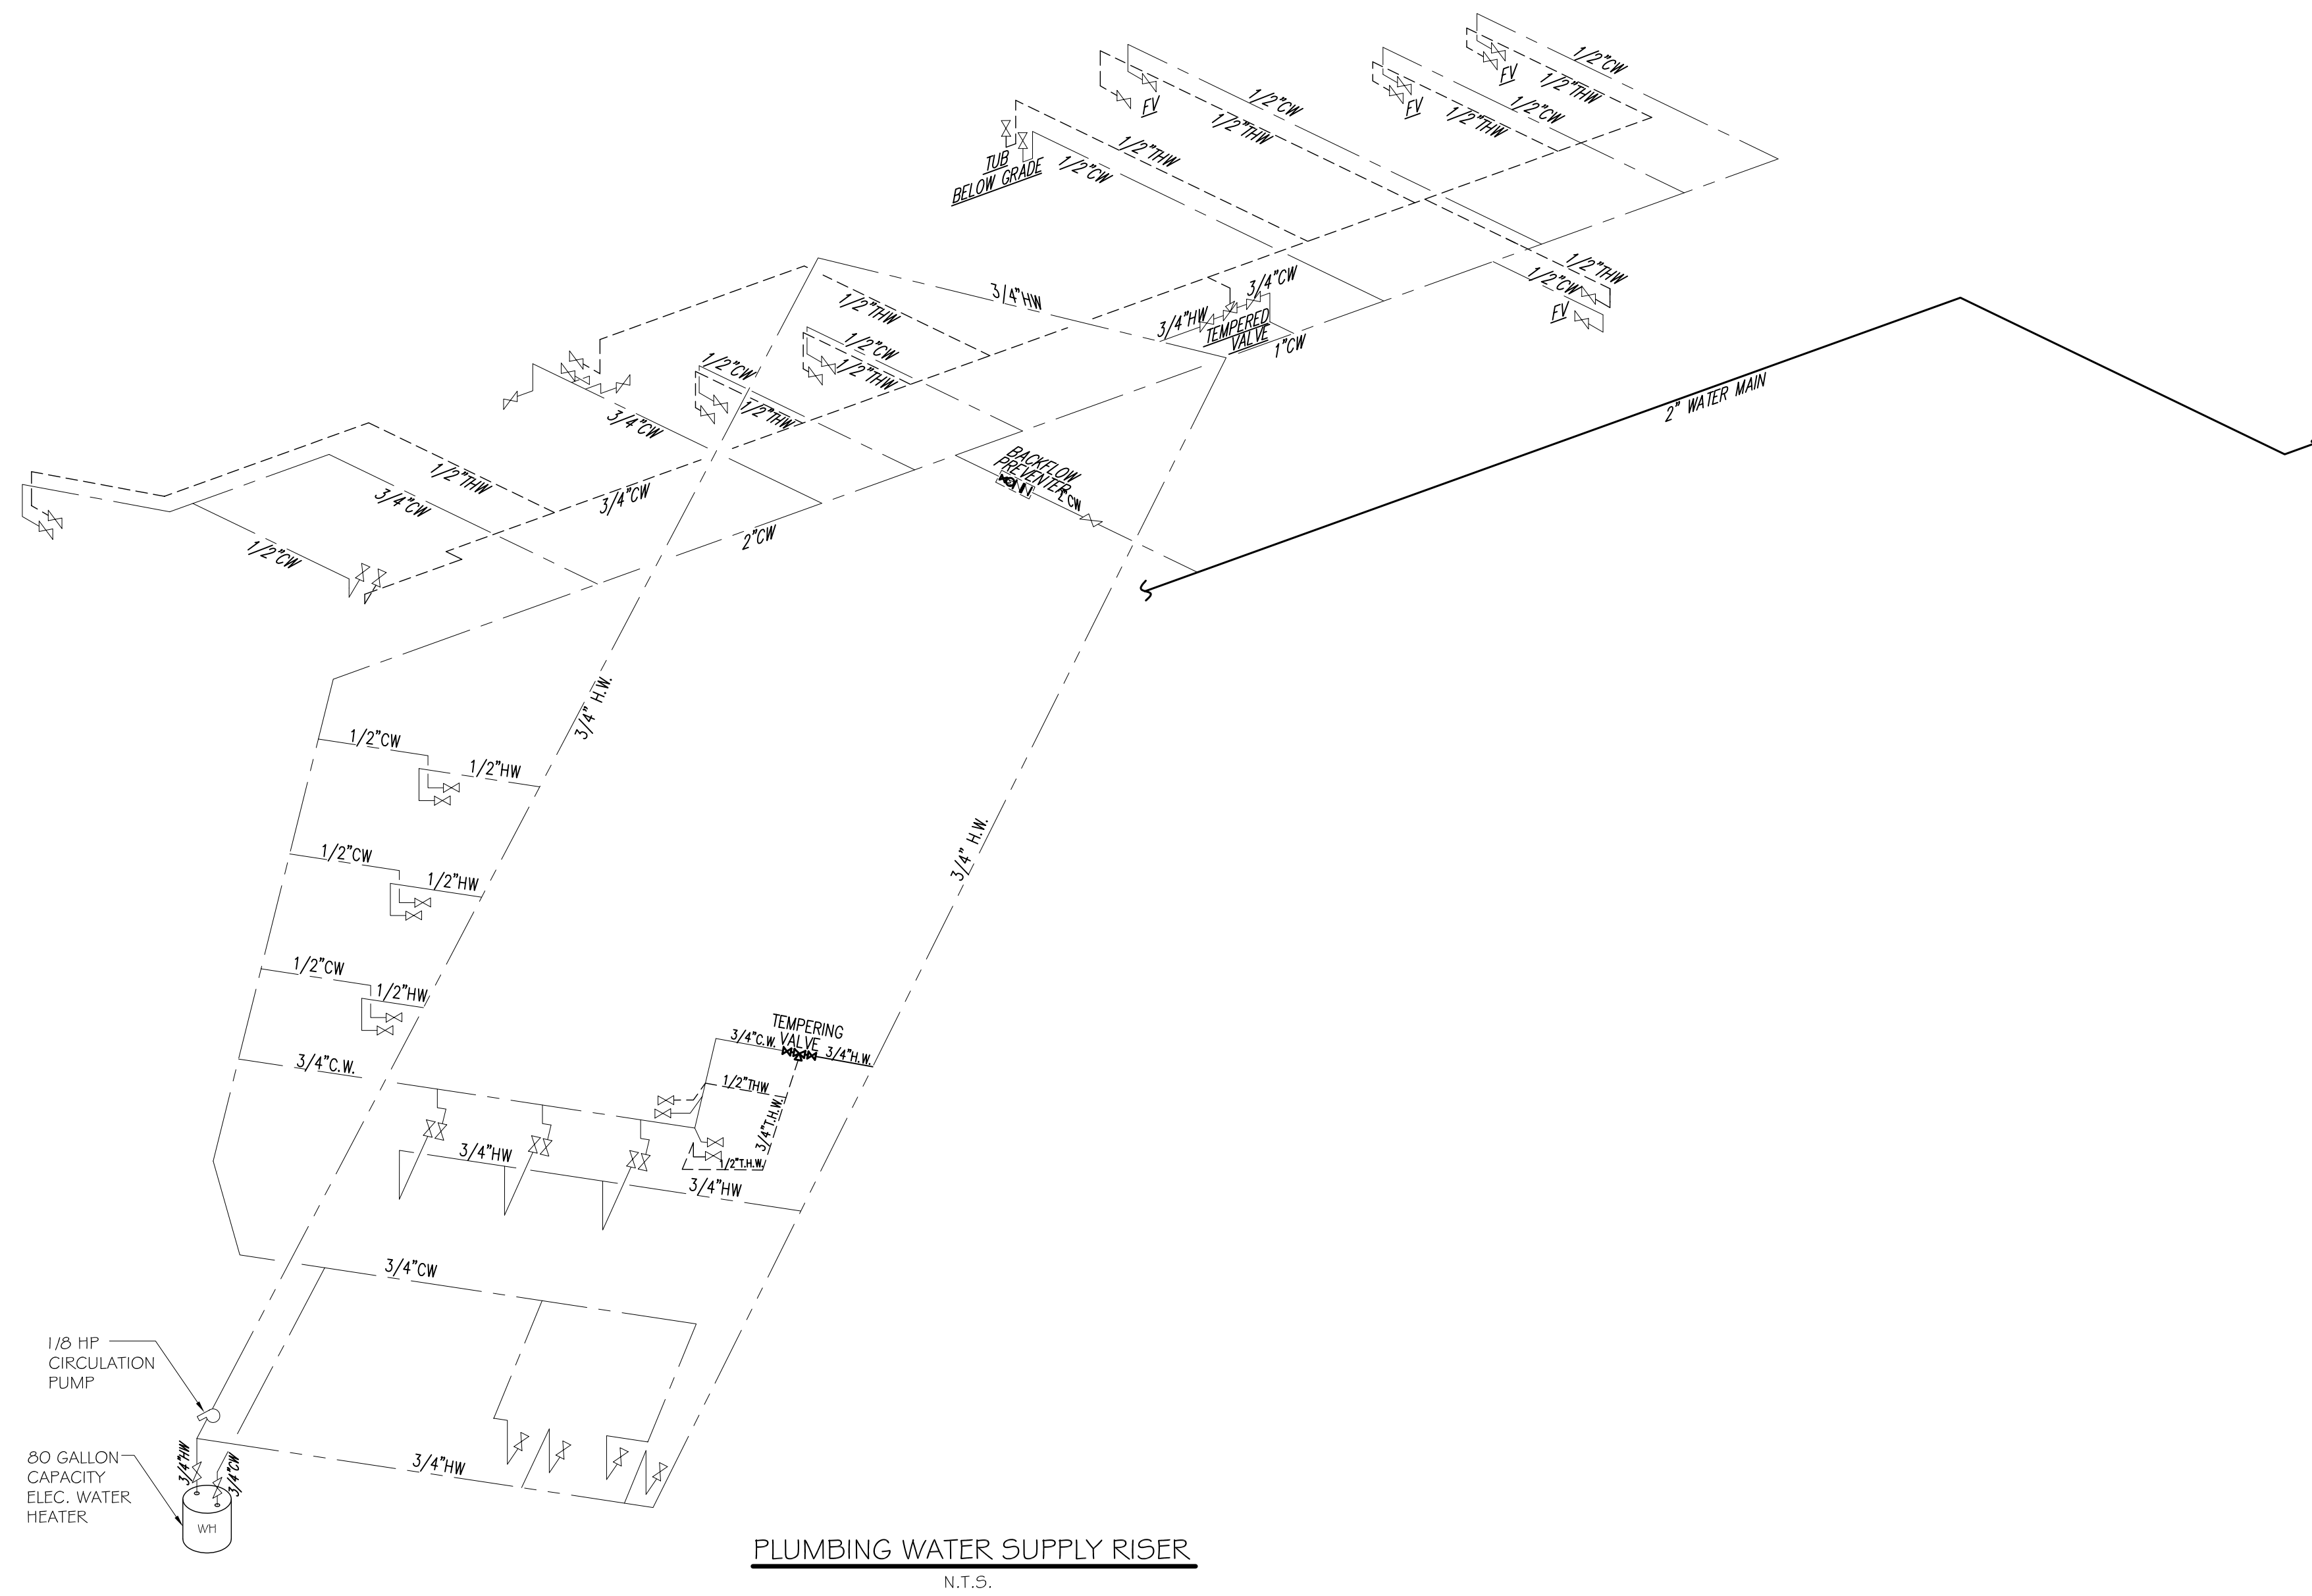 1/2"CW
FV
1/2"THW
1/2"CW
FV
1/2"THW
1/2"CW
FV
1/2"THW
1/2"THW
TUB
BELOW GRADE
1/2"CW
1/2"THW
1/2"CW
FV
3/4"HW
3/4"CW
3/4"HW
TEMPERED
VALVE
1"CW
1/2"THW
1/2"CW
1/2"THW
1/2"CW
1/2"THW
3/4"CW
2" WATER MAIN
BACKFLOW
PREVENTER
2"CW
1/2"THW
3/4"CW
3/4"CW
2"CW
1/2"CW
3/4" H.W.
1/2"CW
1/2"HW
3/4" H.W.
1/2"CW
1/2"HW
1/2"CW
1/2"HW
TEMPERING
VALVE
3/4"C.W.
3/4"H.W.
3/4"C.W.
1/2"THW
3/4"T.H.W.
3/4"HW
1/2"T.H.W.
3/4"HW
3/4"CW
1/8 HP
CIRCULATION
PUMP
3/4"HW
3/4"CW
3/4"HW
80 GALLON
CAPACITY
ELEC. WATER
HEATER
WH
PLUMBING WATER SUPPLY RISER
N.T.S.